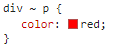 div ~ p {
color: red;
}